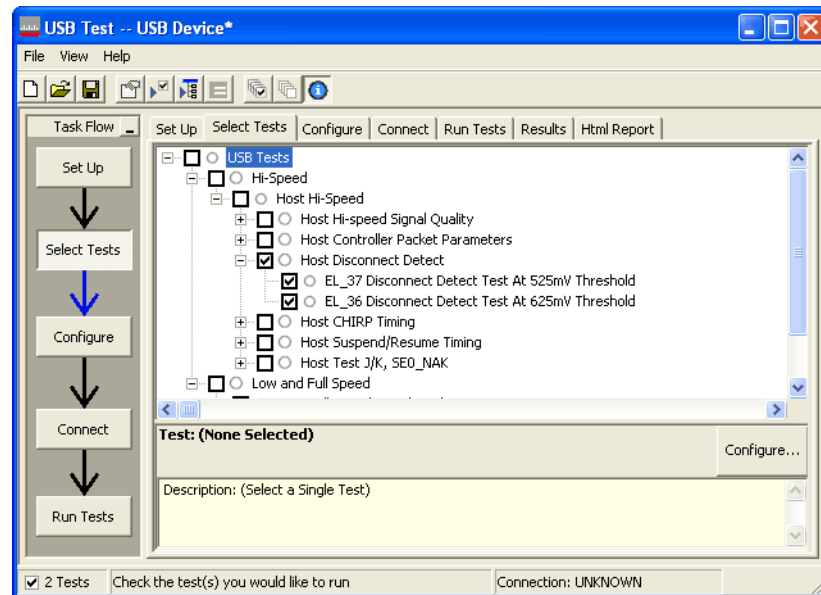 USB Test -- USB Device*
File View Help
Task Flow
Set Up Select Tests Configure Connect Run Tests Results Html Report
Set Up
Select Tests
Configure
Connect
Run Tests
USB Tests
Hi-Speed
Host Hi-Speed
Host Hi-speed Signal Quality
Host Controller Packet Parameters
Host Disconnect Detect
EL_37 Disconnect Detect Test At 525mV Threshold
EL_36 Disconnect Detect Test At 625mV Threshold
Host CHIRP Timing
Host Suspend/Resume Timing
Host Test J/K, SE0_NAK
Low and Full Speed
Test: (None Selected)
Configure...
Description: (Select a Single Test)
2 Tests Check the test(s) you would like to run Connection: UNKNOWN